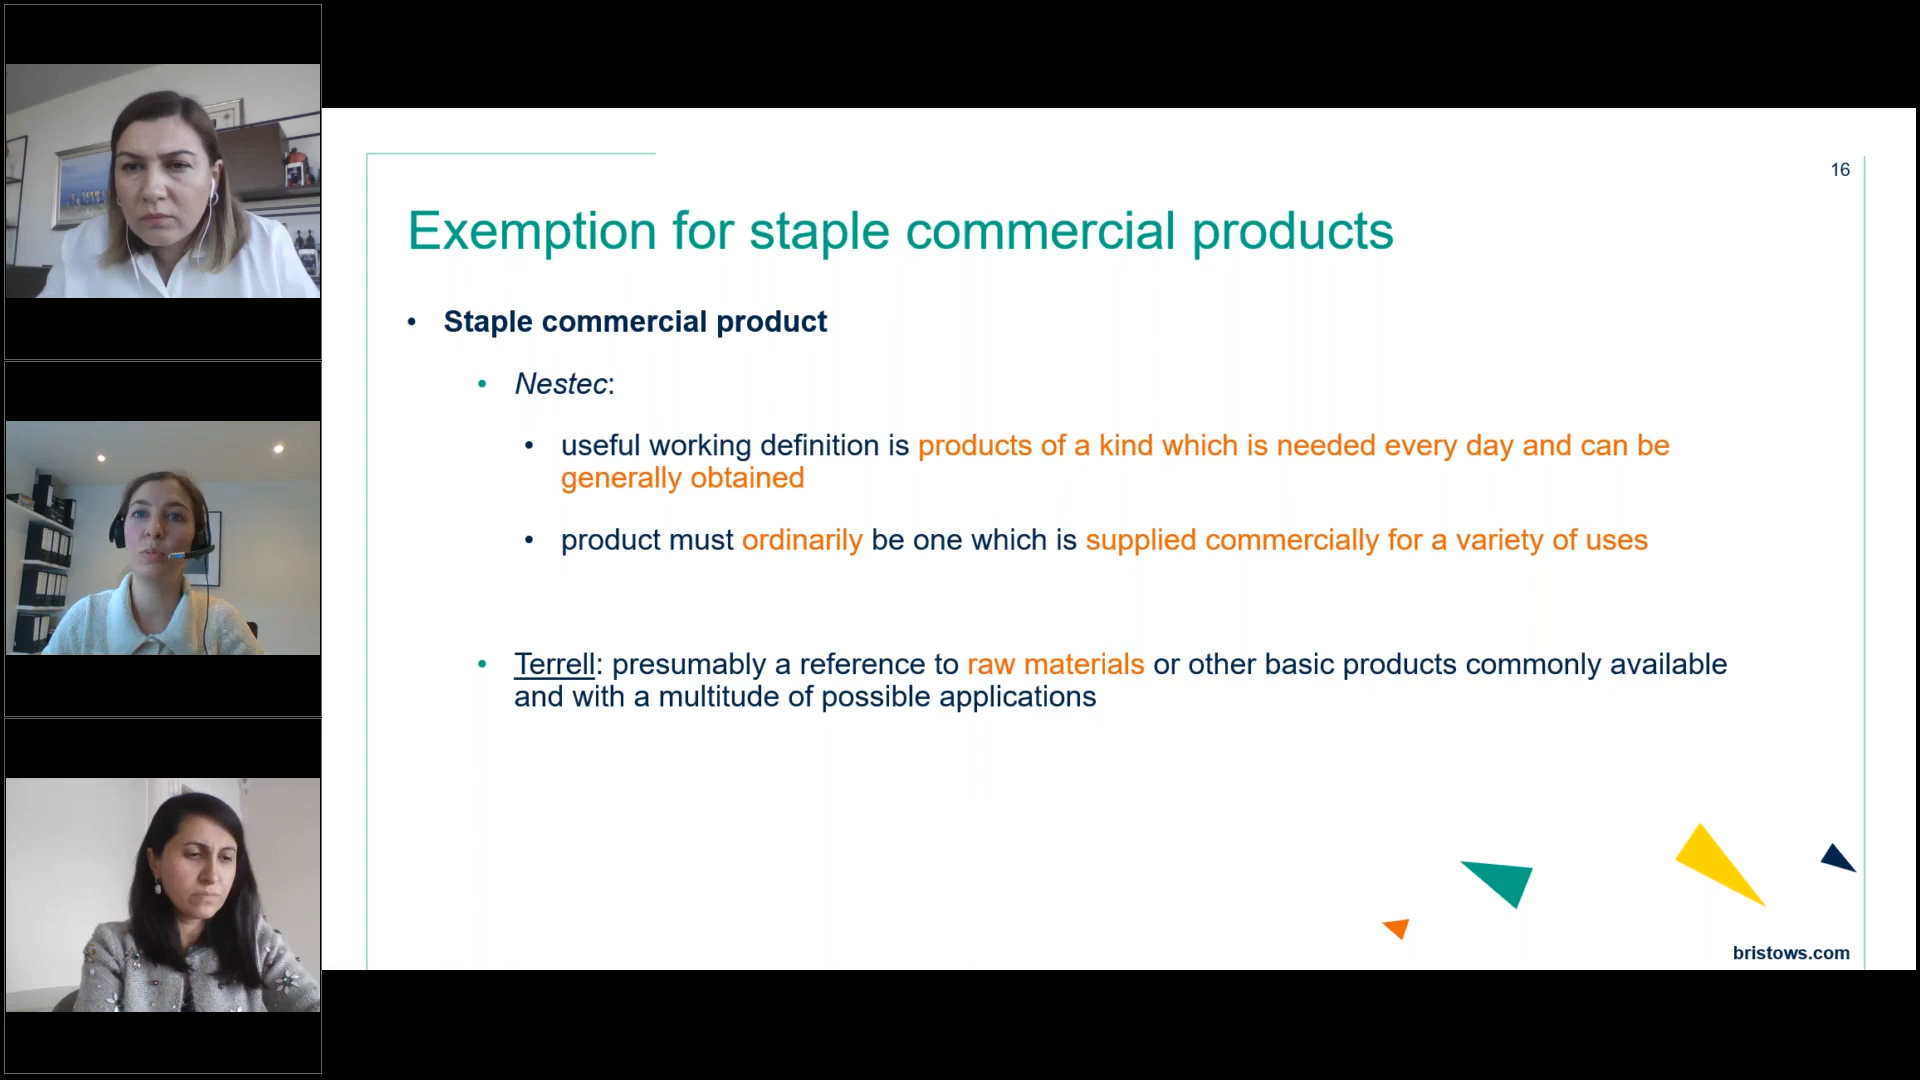 16
Exemption for staple commercial products
• Staple commercial product
• Nestec:
• useful working definition is products of a kind which is needed every day and can be
generally obtained
• product must ordinarily be one which is supplied commercially for a variety of uses
• Terrell: presumably a reference to raw materials or other basic products commonly available
and with a multitude of possible applications
bristows.com